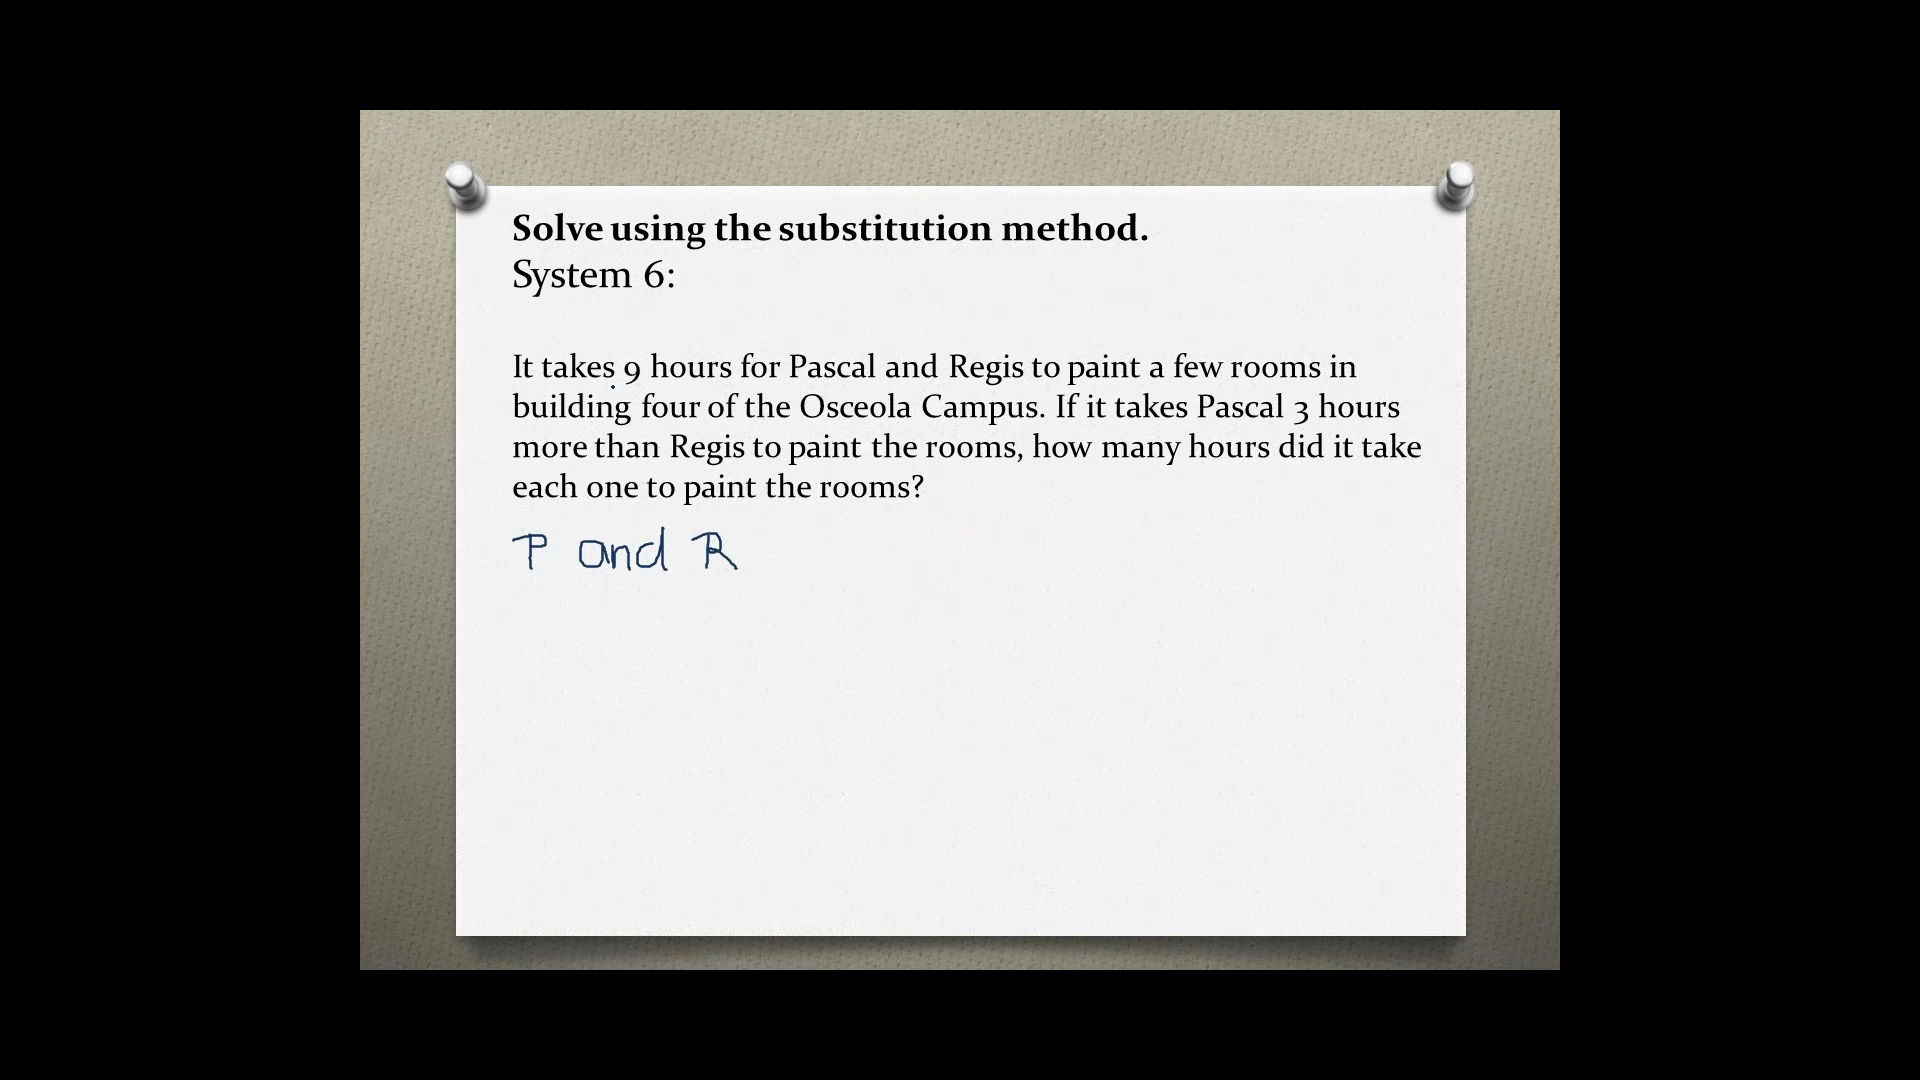 Solve using the substitution method.
System 6:
It takes 9 hours for Pascal and Regis to paint a few rooms in
building four of the Osceola Campus. If it takes Pascal 3 hours
more than Regis to paint the rooms, how many hours did it take
each one to paint the rooms?
P and R